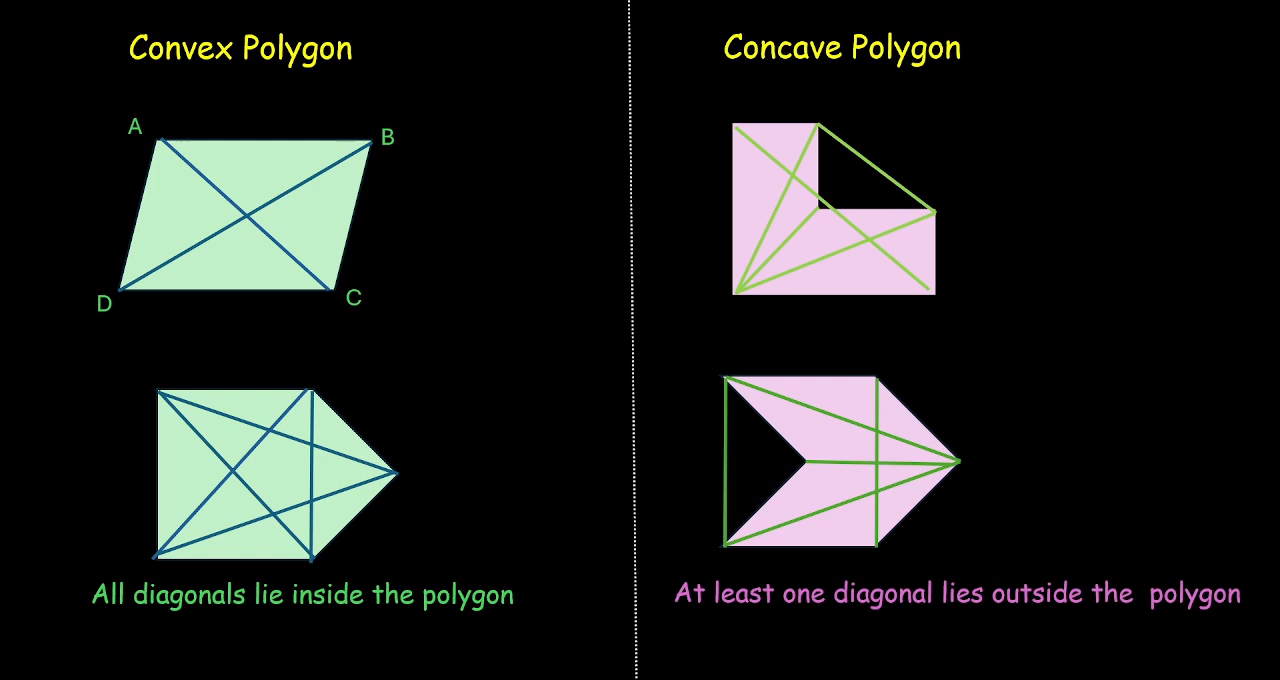 Convex Polygon
A
B
D
C
All diagonals lie inside the polygon
Concave Polygon
At least one diagonal lies outside the polygon